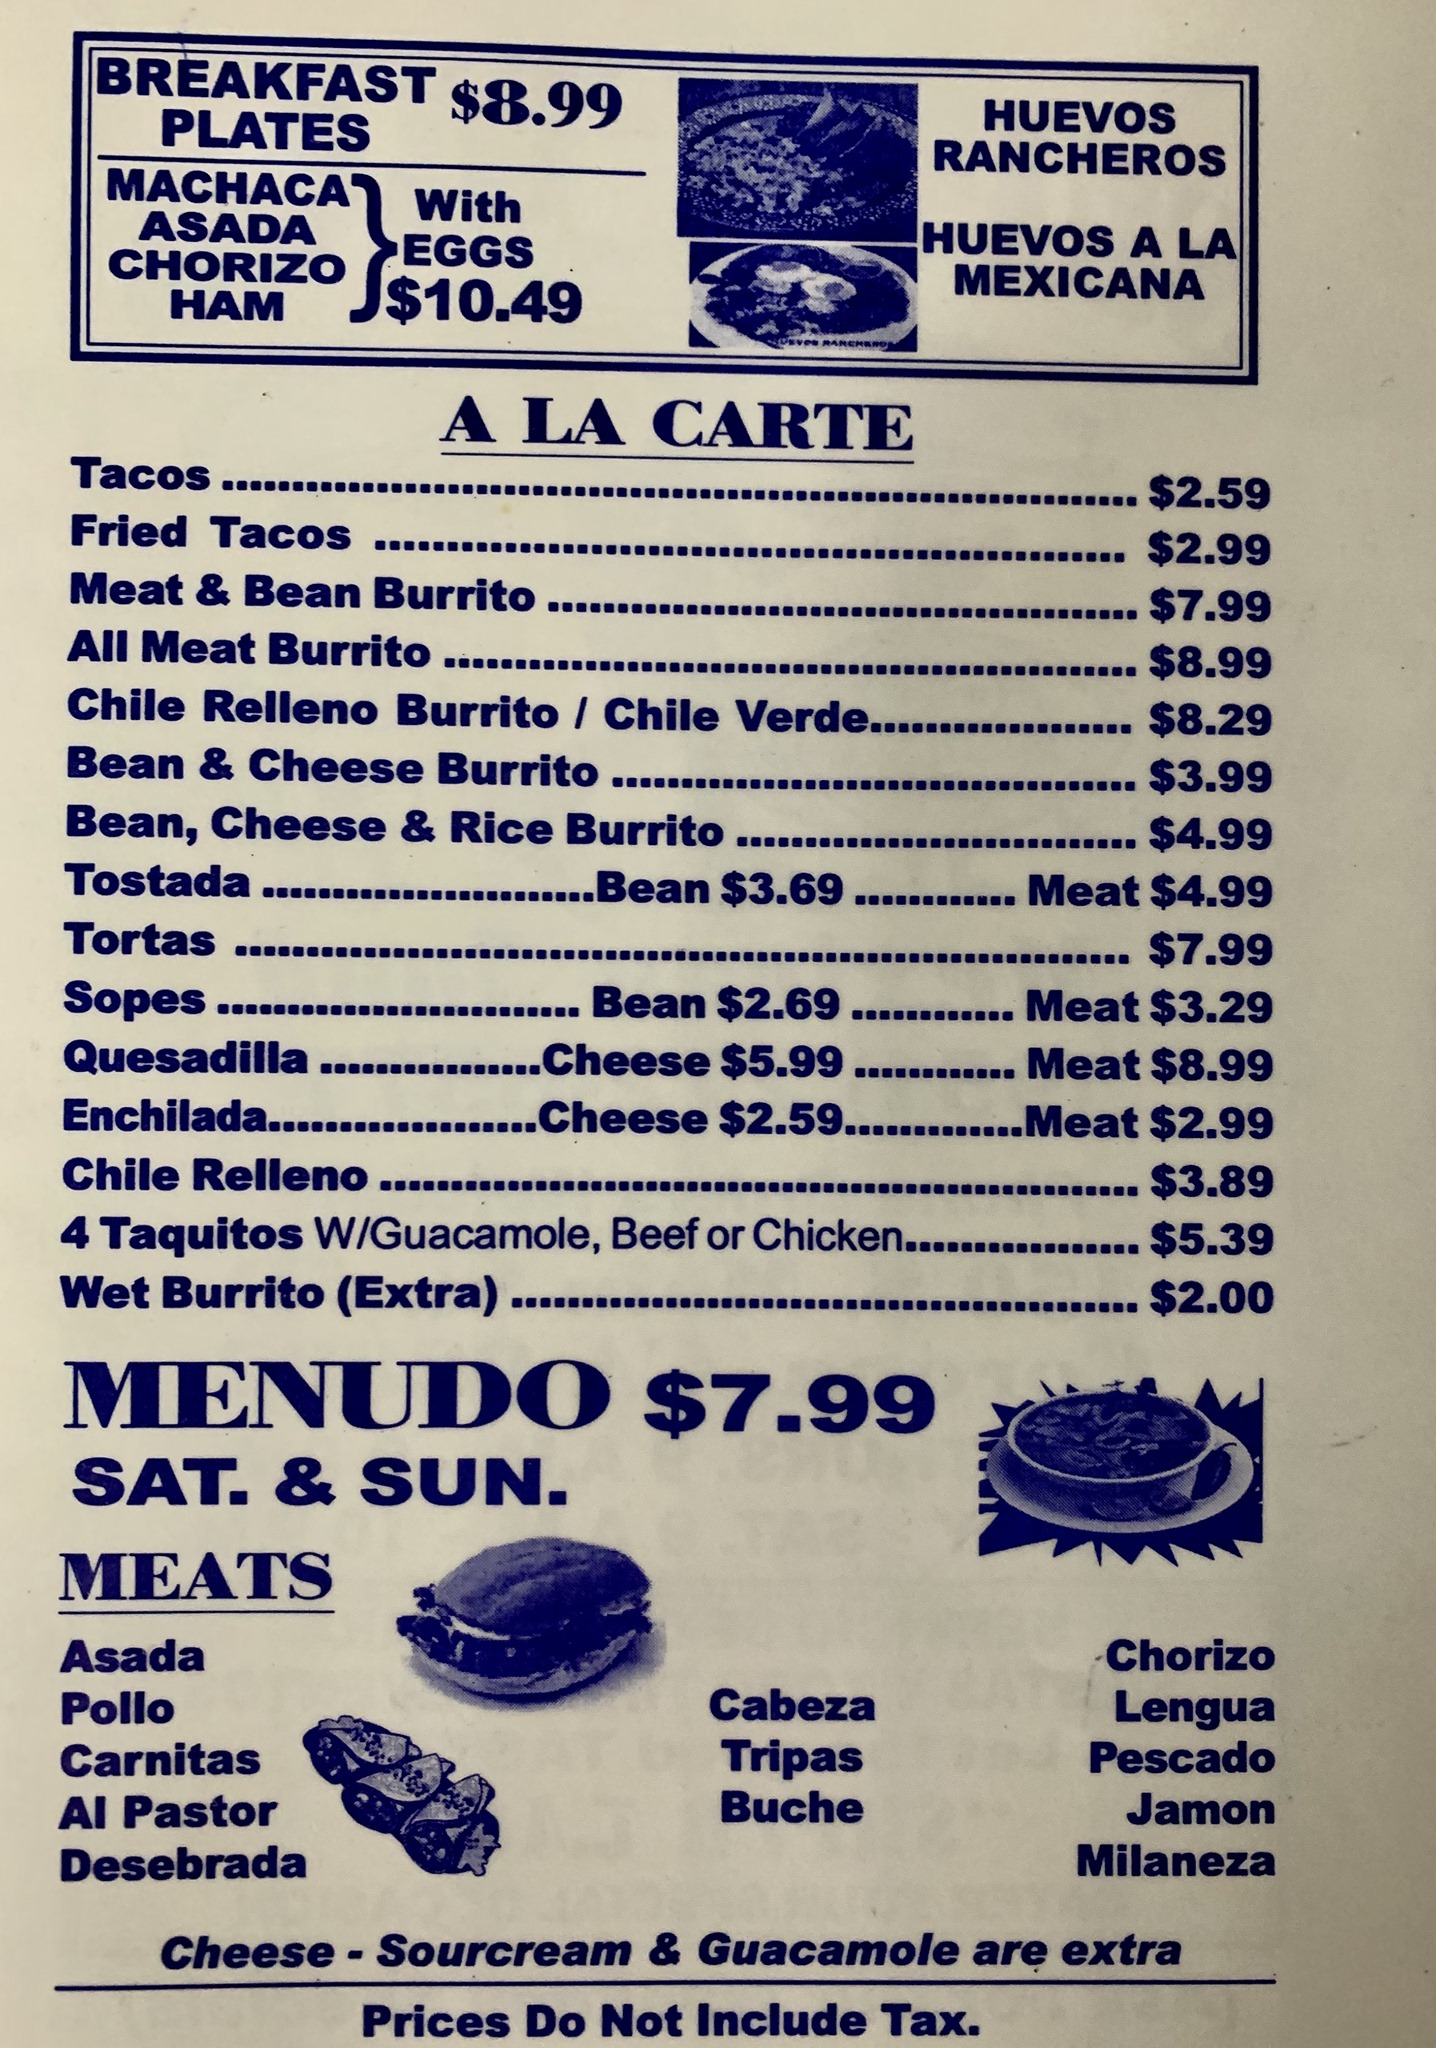 BREAKFAST PLATES $8.99
MACHACA
ASADA
CHORIZO
HAM
With
EGGS
$10.49
HUEVOS
RANCHEROS
HUEVOS A LA
MEXICANA
HUEVOS RANCHEROS
A LA CARTE
Tacos ........ $2.59
Fried Tacos ........ $2.99
Meat & Bean Burrito ........ $7.99
All Meat Burrito ........ $8.99
Chile Relleno Burrito / Chile Verde........ $8.29
Bean & Cheese Burrito ........ $3.99
Bean, Cheese & Rice Burrito ........ $4.99
Tostada ........Bean $3.69 ........ Meat $4.99
Tortas ........ $7.99
Sopes ........ Bean $2.69 ........ Meat $3.29
Quesadilla ........Cheese $5.99 ........ Meat $8.99
Enchilada........Cheese $2.59........Meat $2.99
Chile Relleno ........ $3.89
4 Taquitos W/Guacamole, Beef or Chicken........ $5.39
Wet Burrito (Extra) ........ $2.00
MENUDO $7.99
SAT. & SUN.
MEATS
Asada
Pollo
Carnitas
Al Pastor
Desebrada
Cabeza
Tripas
Buche
Chorizo
Lengua
Pescado
Jamon
Milaneza
Cheese - Sourcream & Guacamole are extra
Prices Do Not Include Tax.